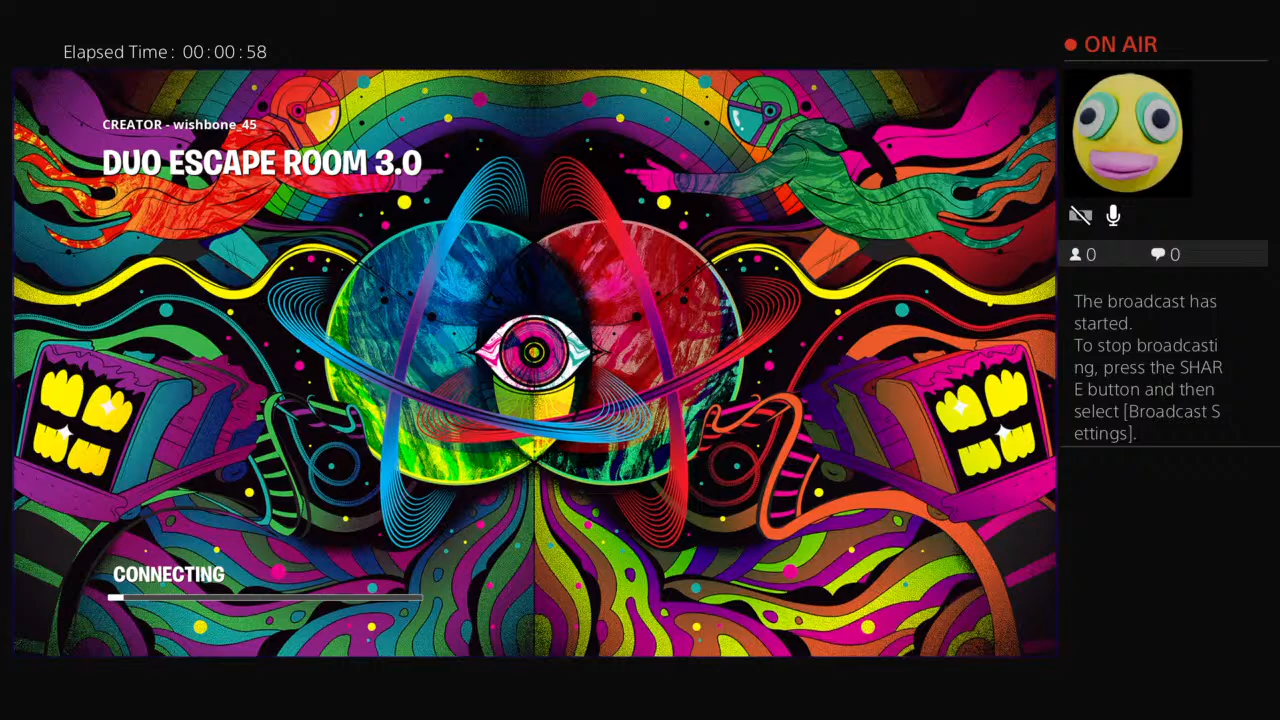 Elapsed Time: 00:00:58
ON AIR
CREATOR - wishbone_45
DUO ESCAPE ROOM 3.0
0
0
The broadcast has
started.
To stop broadcasti
ng, press the SHAR
E button and then
select [Broadcast S
ettings].
CONNECTING